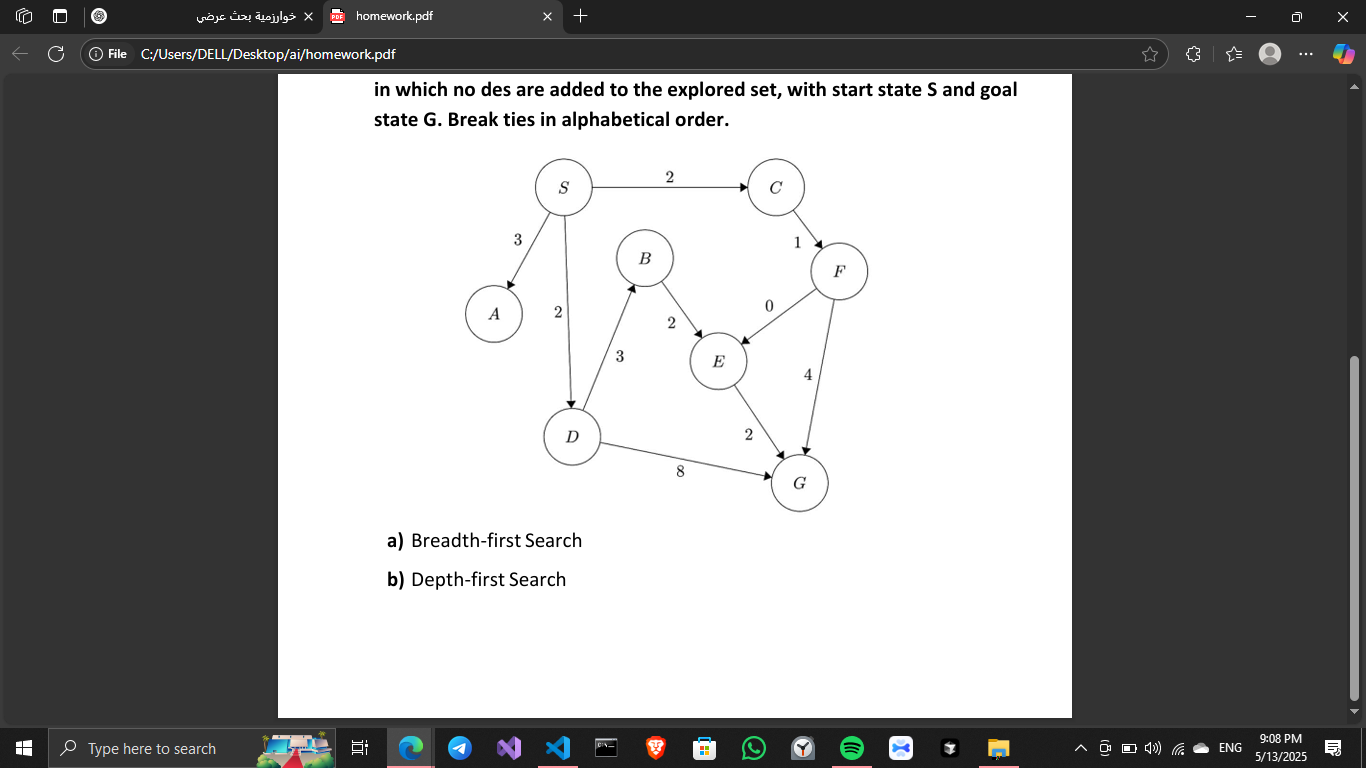 خوارزمية بحث عرضي
homework.pdf
File C:/Users/DELL/Desktop/ai/homework.pdf
in which no des are added to the explored set, with start state S and goal
state G. Break ties in alphabetical order.
S 2 C
3 B 1
F
A 2 2 0
3 E 4
D 2
8 G
a) Breadth-first Search
b) Depth-first Search
Type here to search
ENG
9:08 PM
5/13/2025